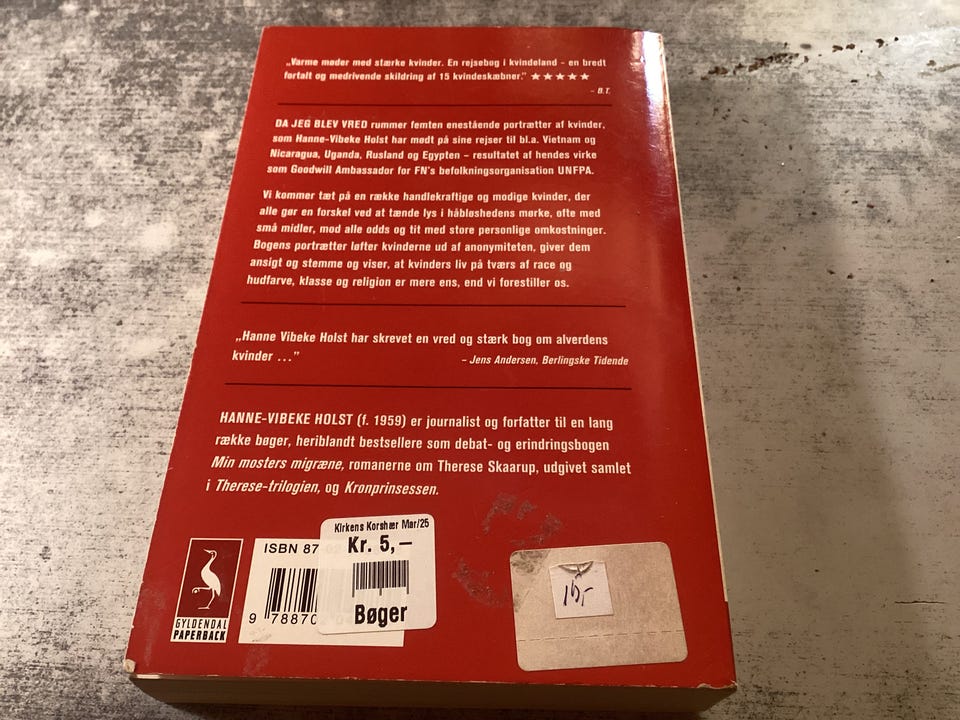 „Varme møder med stærke kvinder. En rejsebog i kvindeland - en bredt
fortalt og medrivende skildring af 15 kvindeskæbner.” ★★★★★
– B.T.
DA JEG BLEV VRED rummer femten enestående portrætter af kvinder,
som Hanne-Vibeke Holst har mødt på sine rejser til bl.a. Vietnam og
Nicaragua, Uganda, Rusland og Egypten – resultatet af hendes virke
som Goodwill Ambassador for FN's befolkningsorganisation UNFPA.
Vi kommer tæt på en række handlekraftige og modige kvinder, der
alle gør en forskel ved at tænde lys i håbløshedens mørke, ofte med
små midler, mod alle odds og tit med store personlige omkostninger.
Bogens portrætter løfter kvinderne ud af anonymiteten, giver dem
ansigt og stemme og viser, at kvinders liv på tværs af race og
hudfarve, klasse og religion er mere ens, end vi forestiller os.
„Hanne Vibeke Holst har skrevet en vred og stærk bog om alverdens
kvinder ...”
– Jens Andersen, Berlingske Tidende
HANNE-VIBEKE HOLST (f. 1959) er journalist og forfatter til en lang
række bøger, heriblandt bestsellere som debat- og erindringsbogen
Min mosters migræne, romanerne om Therese Skaarup, udgivet samlet
i Therese-trilogien, og Kronprinsessen.
Kirkens Korshær Mar/25
Kr. 5,–
Bøger
ISBN 87
9 78870
GYLDENDAL
PAPERBACK